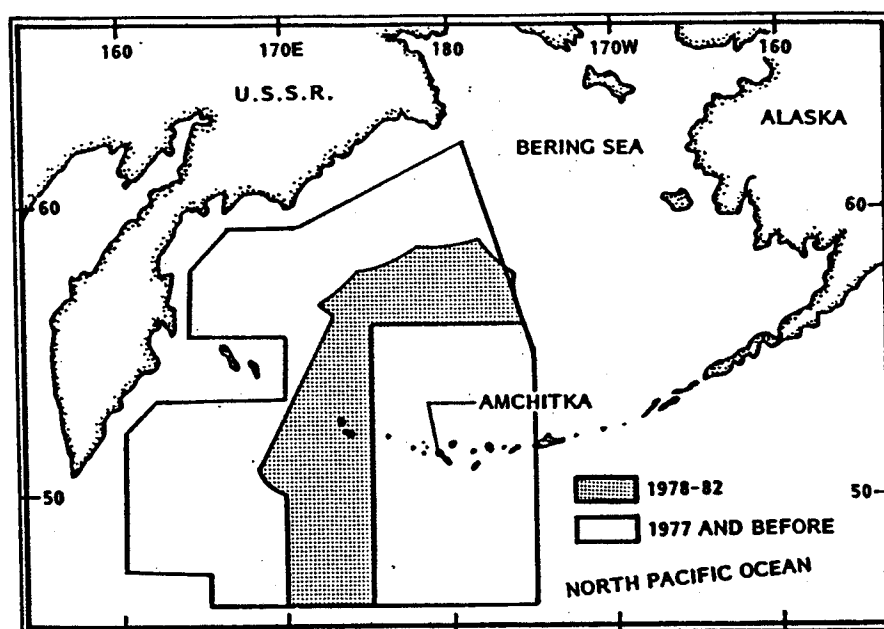 160 170E 180 170W 160
U.S.S.R.
ALASKA
BERING SEA
60 60
AMCHITKA
1978-82
50 50
1977 AND BEFORE
NORTH PACIFIC OCEAN